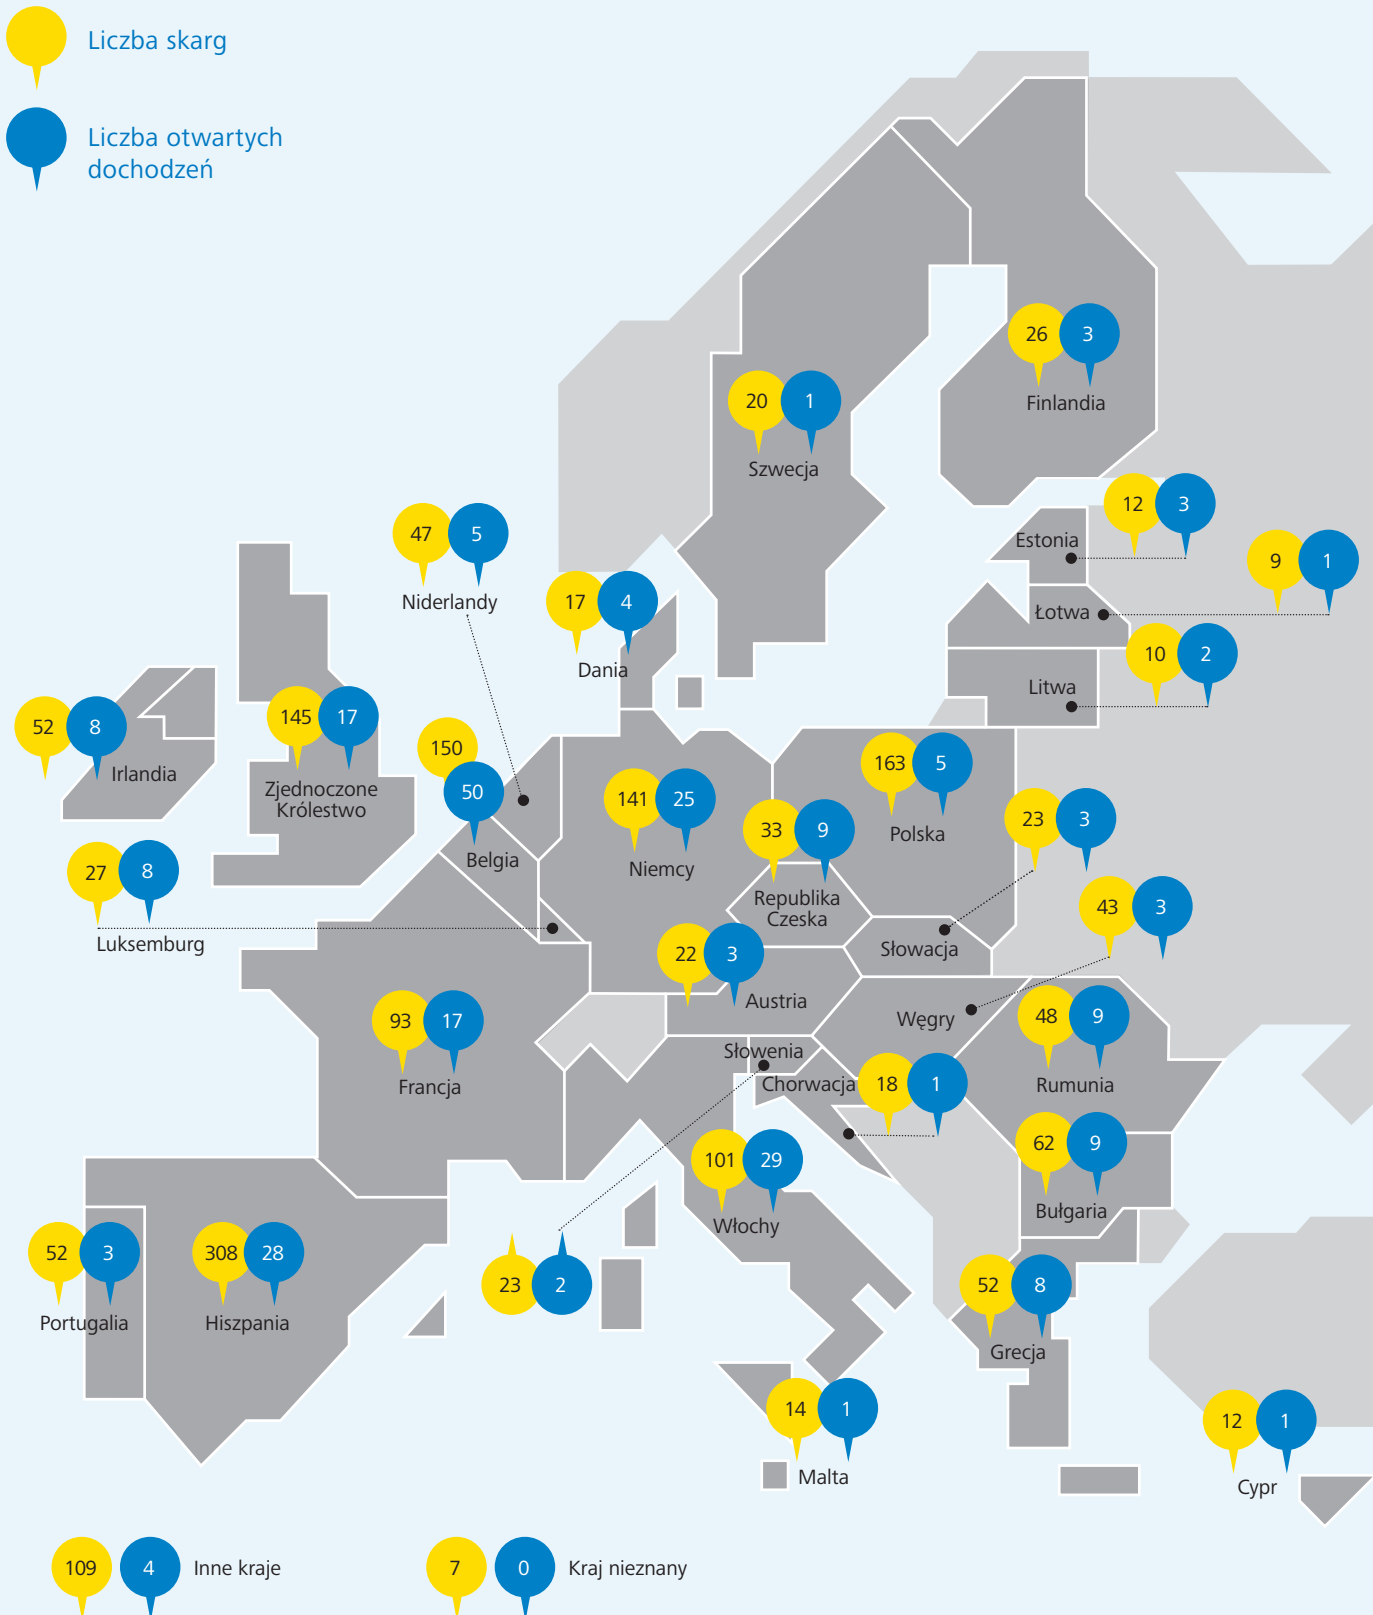 Liczba skarg
Liczba otwartych
dochodzeń
26 3
Finlandia
20 1
Szwecja
12 3
Estonia
47 5
Niderlandy
9 1
Łotwa
17 4
Dania
10 2
Litwa
52 8
Irlandia
145 17
Zjednoczone
Królestwo
150
50
Belgia
141 25
Niemcy
163 5
Polska
33 9
Republika
Czeska
23 3
Słowacja
27 8
Luksemburg
43 3
Węgry
22 3
Austria
93 17
Francja
48 9
Rumunia
Słowenia
Chorwacja
18 1
62 9
Bułgaria
101 29
Włochy
52 3
Portugalia
308 28
Hiszpania
23 2
52 8
Grecja
14 1
Malta
12 1
Cypr
109 4 Inne kraje
7 0 Kraj nieznany